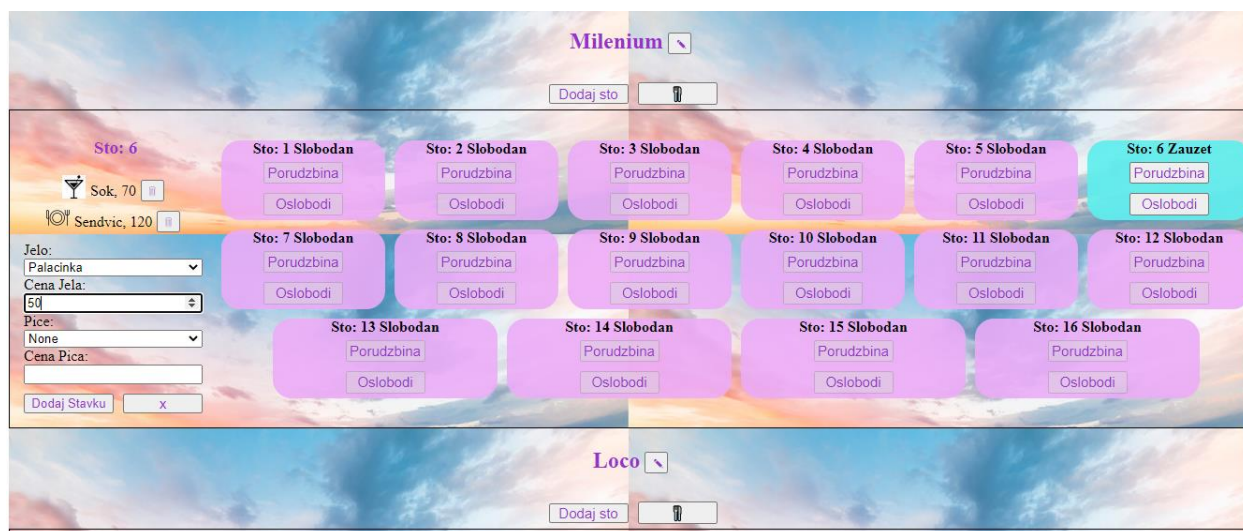 Milenium
Dodaj sto
Sto: 6
Sok, 70
Sendvic, 120
Jelo:
Palacinka
Cena Jela:
50
Pice:
None
Cena Pica:
Dodaj Stavku x
Sto: 1 Slobodan Sto: 2 Slobodan Sto: 3 Slobodan Sto: 4 Slobodan Sto: 5 Slobodan Sto: 6 Zauzet
Porudzbina Porudzbina Porudzbina Porudzbina Porudzbina Porudzbina
Oslobodi Oslobodi Oslobodi Oslobodi Oslobodi Oslobodi
Sto: 7 Slobodan Sto: 8 Slobodan Sto: 9 Slobodan Sto: 10 Slobodan Sto: 11 Slobodan Sto: 12 Slobodan
Porudzbina Porudzbina Porudzbina Porudzbina Porudzbina Porudzbina
Oslobodi Oslobodi Oslobodi Oslobodi Oslobodi Oslobodi
Sto: 13 Slobodan Sto: 14 Slobodan Sto: 15 Slobodan Sto: 16 Slobodan
Porudzbina Porudzbina Porudzbina Porudzbina
Oslobodi Oslobodi Oslobodi Oslobodi
Loco
Dodaj sto